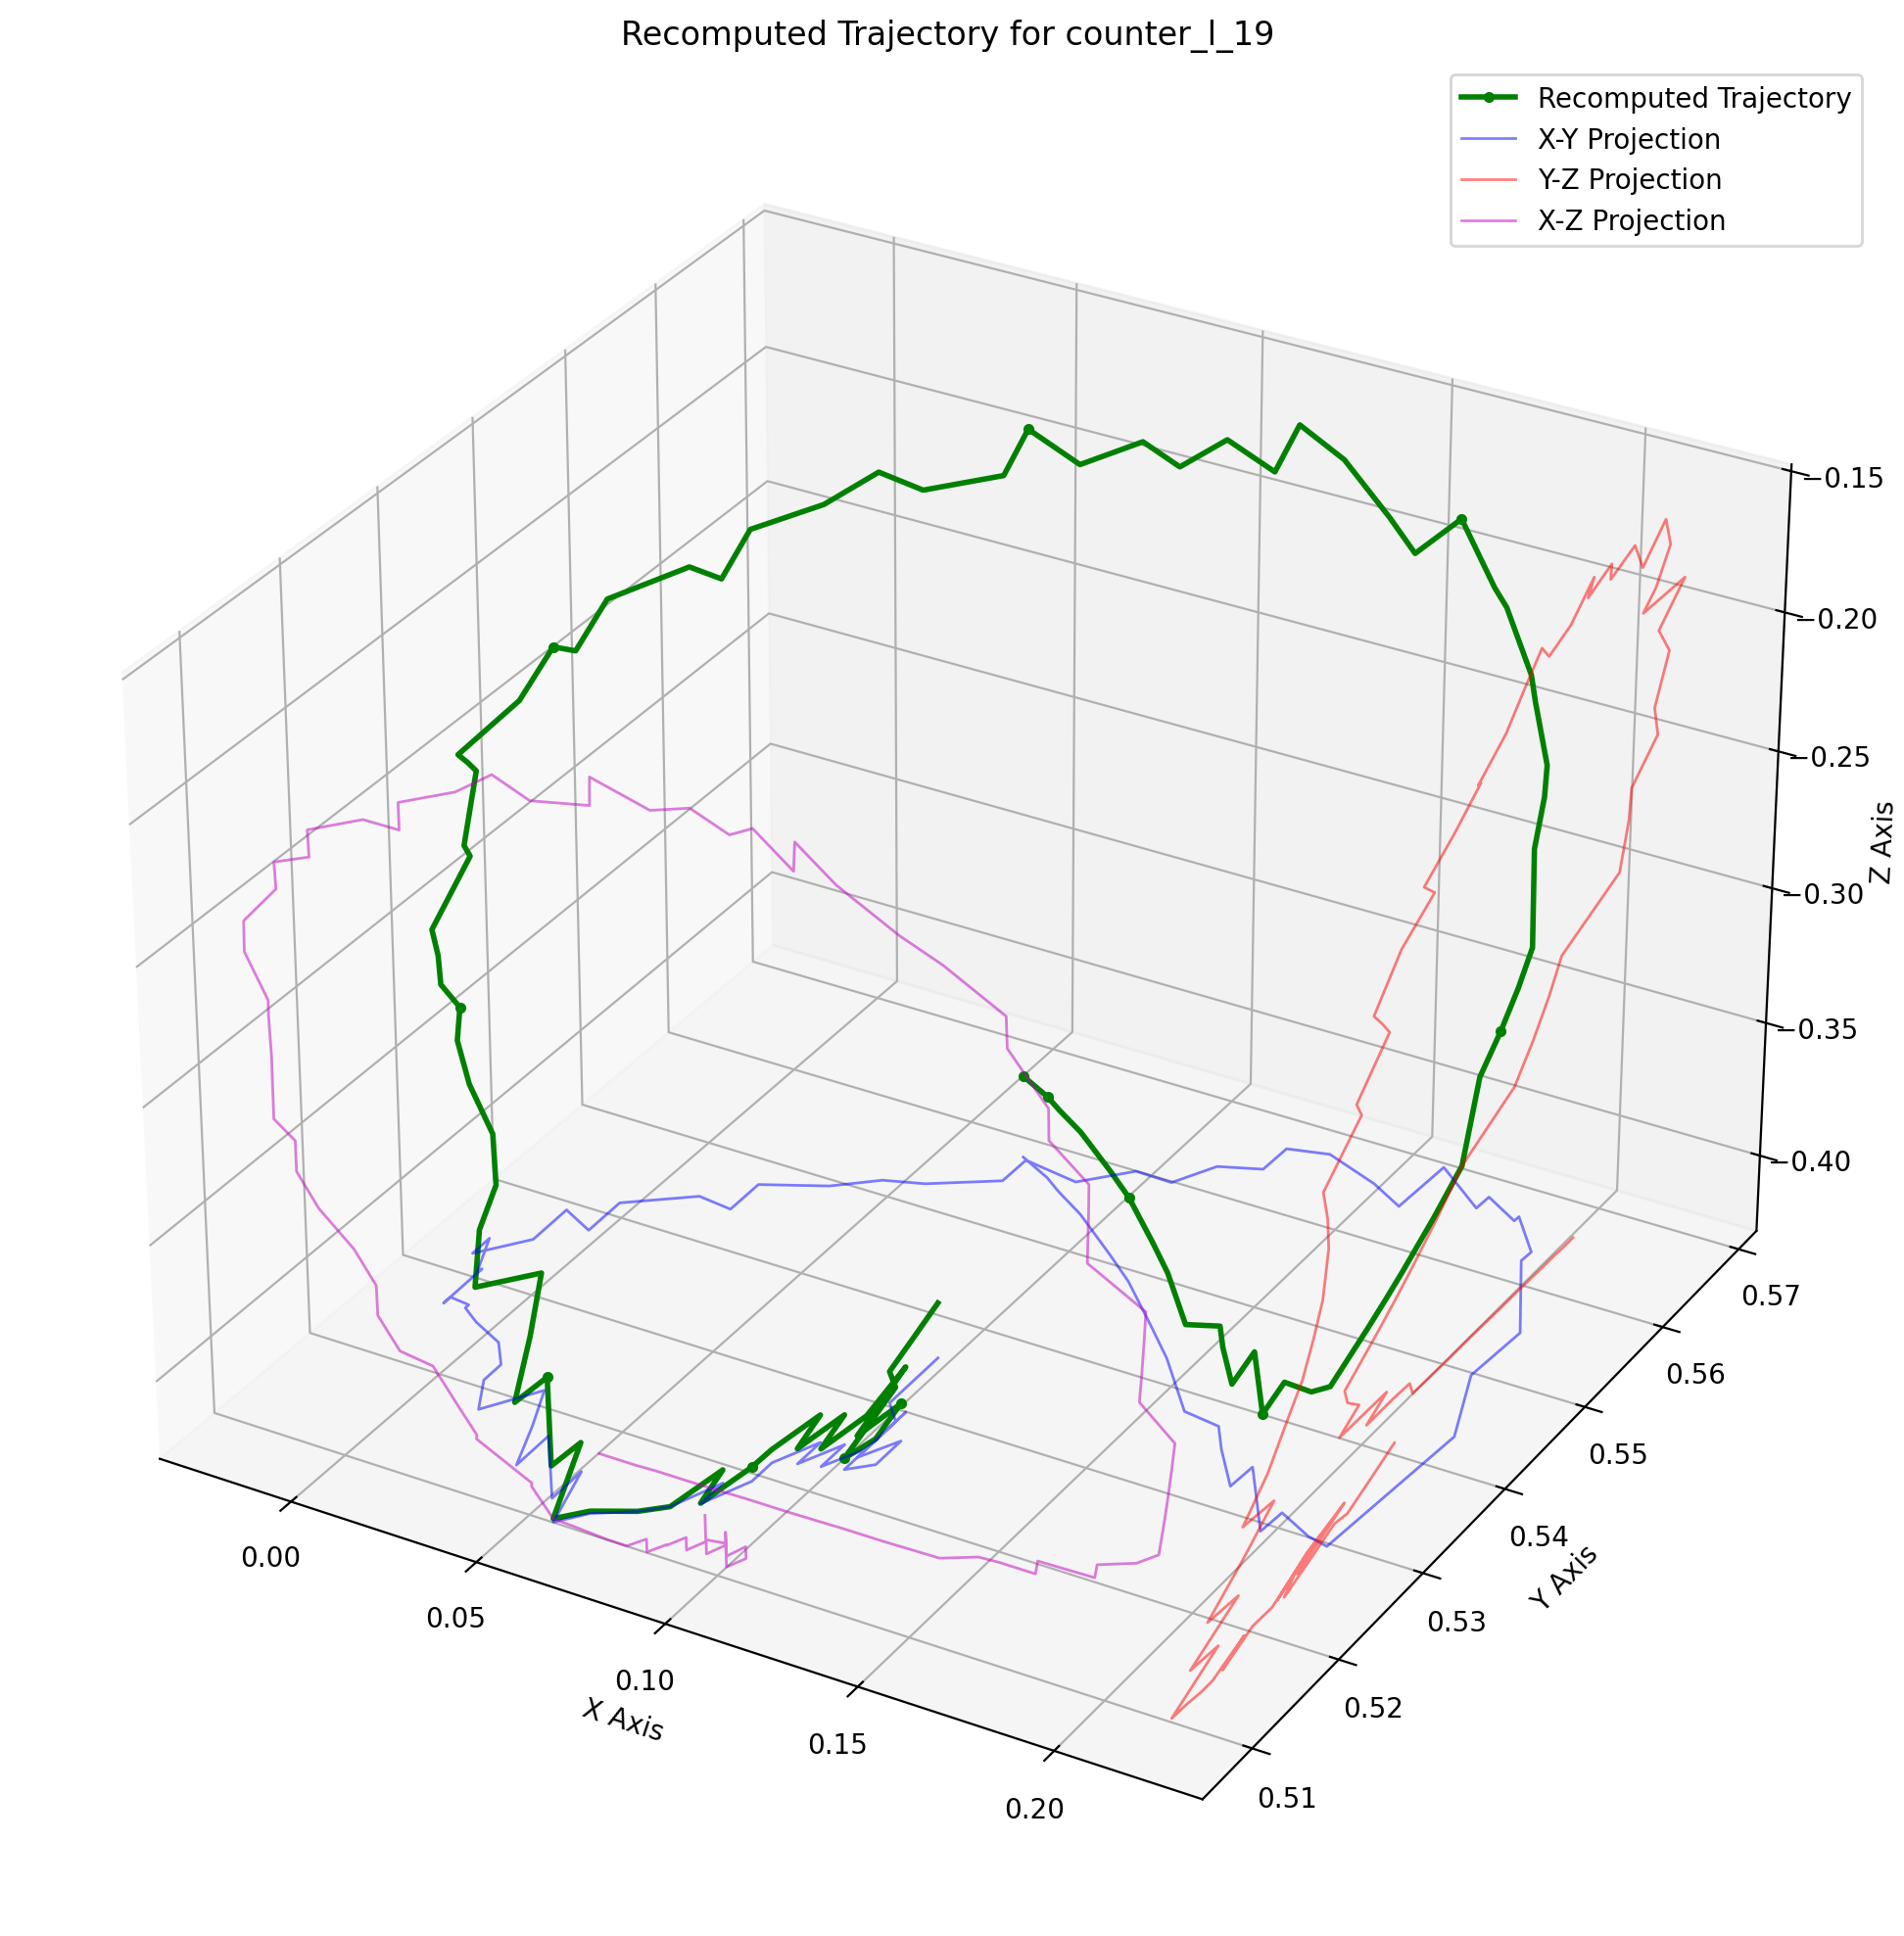 Recomputed Trajectory for counter_l_19
Recomputed Trajectory
X-Y Projection
Y-Z Projection
X-Z Projection
−0.15
−0.20
−0.25
−0.30
−0.35
−0.40
Z Axis
0.57
0.56
0.55
0.54
0.53
0.52
0.51
Y Axis
0.00
0.05
0.10
0.15
0.20
X Axis